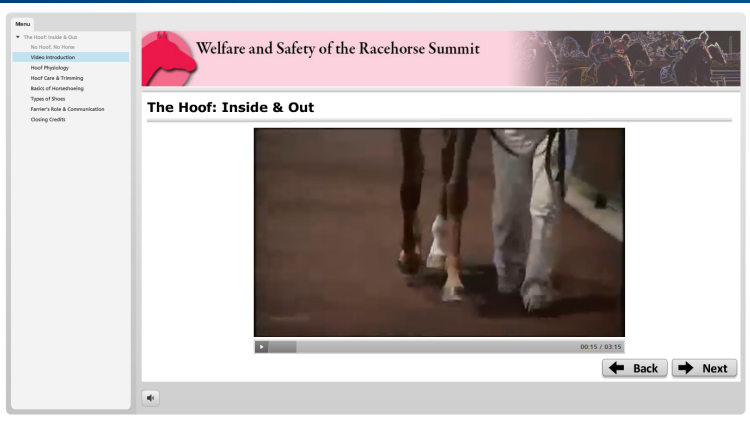 Menu
The Hoof: Inside & Out
No Hoof, No Horse
Video Introduction
Hoof Physiology
Hoof Care & Trimming
Basics of Horseshoeing
Types of Shoes
Farrier's Role & Communication
Closing Credits
Welfare and Safety of the Racehorse Summit
The Hoof: Inside & Out
00:15 / 03:15
Back
Next